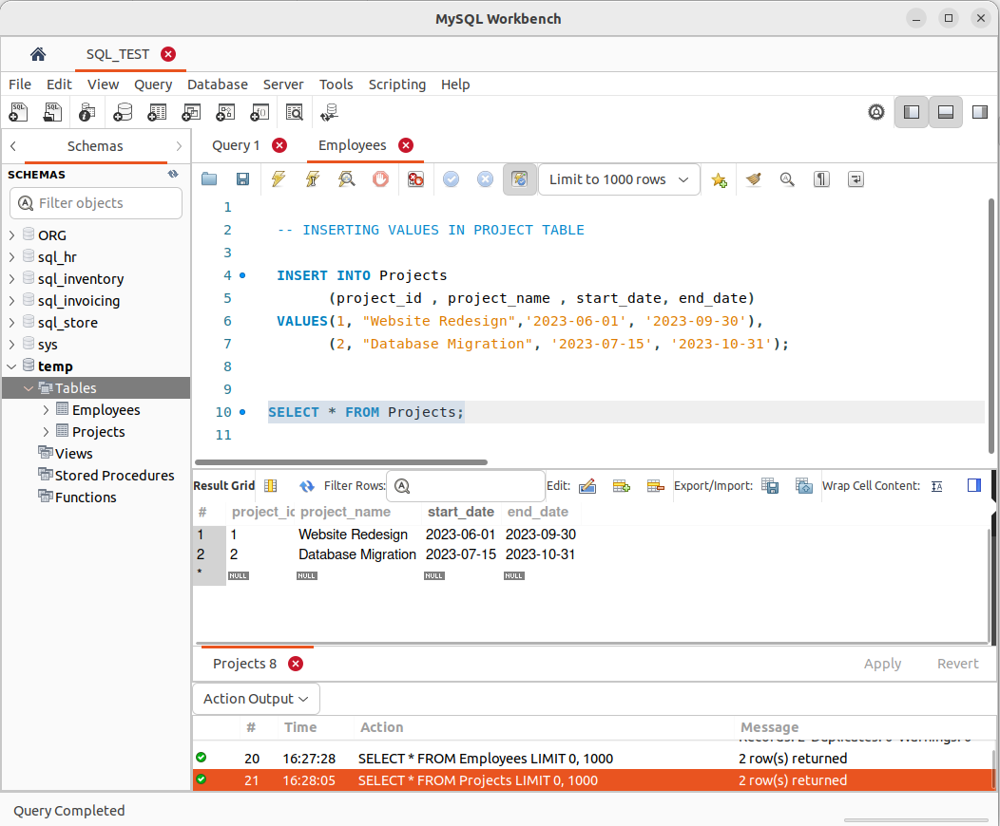 MySQL Workbench
SQL_TEST
File Edit View Query Database Server Tools Scripting Help
Schemas
Query 1 Employees
SCHEMAS
Filter objects
Limit to 1000 rows
ORG
sql_hr
sql_inventory
sql_invoicing
sql_store
sys
temp
Tables
Employees
Projects
Views
Stored Procedures
Functions
1
2 -- INSERTING VALUES IN PROJECT TABLE
3
4 INSERT INTO Projects
5 (project_id , project_name , start_date, end_date)
6 VALUES(1, "Website Redesign",'2023-06-01', '2023-09-30'),
7 (2, "Database Migration", '2023-07-15', '2023-10-31');
8
9
10 SELECT * FROM Projects;
11
Result Grid Filter Rows: Edit: Export/Import: Wrap Cell Content:
# project_id project_name start_date end_date
1 1 Website Redesign 2023-06-01 2023-09-30
2 2 Database Migration 2023-07-15 2023-10-31
* NULL NULL NULL NULL
Projects 8 Apply Revert
Action Output
# Time Action Message
Records: 2 Duplicates: 0 Warnings: 0
20 16:27:28 SELECT * FROM Employees LIMIT 0, 1000 2 row(s) returned
21 16:28:05 SELECT * FROM Projects LIMIT 0, 1000 2 row(s) returned
Query Completed